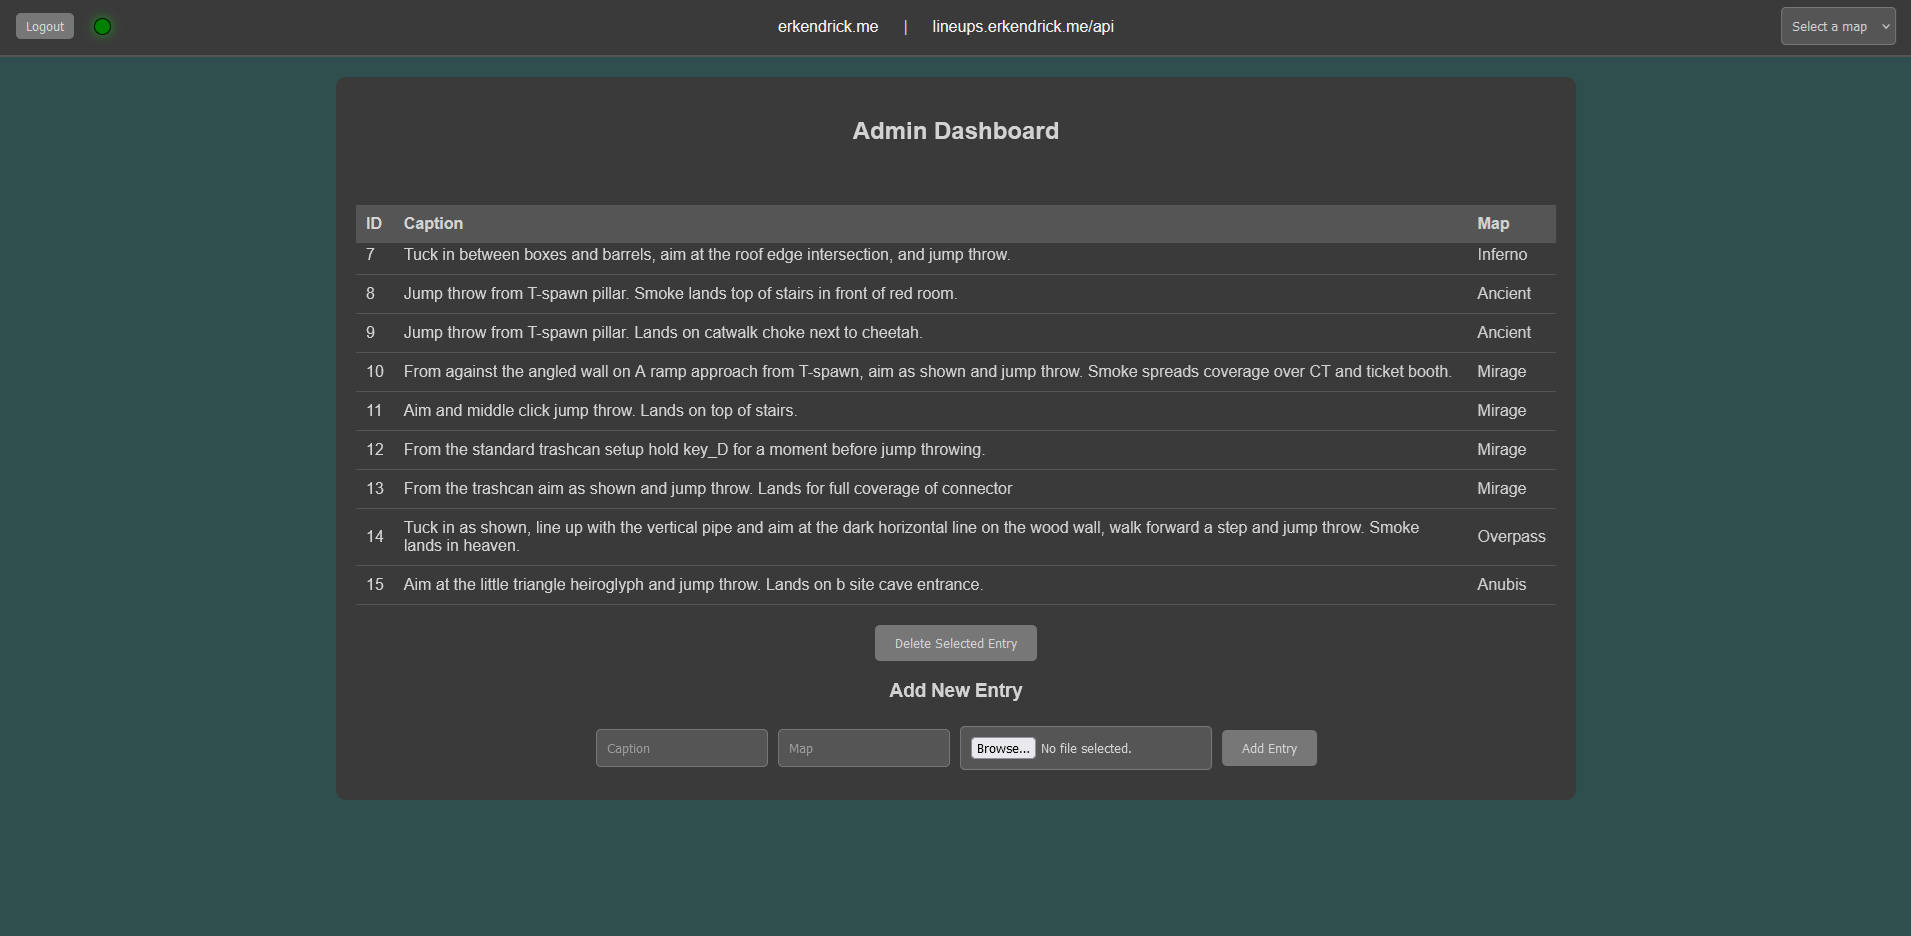 Logout erkendrick.me | lineups.erkendrick.me/api Select a map
Admin Dashboard
ID Caption Map
7 Tuck in between boxes and barrels, aim at the roof edge intersection, and jump throw. Inferno
8 Jump throw from T-spawn pillar. Smoke lands top of stairs in front of red room. Ancient
9 Jump throw from T-spawn pillar. Lands on catwalk choke next to cheetah. Ancient
10 From against the angled wall on A ramp approach from T-spawn, aim as shown and jump throw. Smoke spreads coverage over CT and ticket booth. Mirage
11 Aim and middle click jump throw. Lands on top of stairs. Mirage
12 From the standard trashcan setup hold key_D for a moment before jump throwing. Mirage
13 From the trashcan aim as shown and jump throw. Lands for full coverage of connector Mirage
14 Tuck in as shown, line up with the vertical pipe and aim at the dark horizontal line on the wood wall, walk forward a step and jump throw. Smoke
lands in heaven. Overpass
15 Aim at the little triangle heiroglyph and jump throw. Lands on b site cave entrance. Anubis
Delete Selected Entry
Add New Entry
Caption Map Browse... No file selected. Add Entry